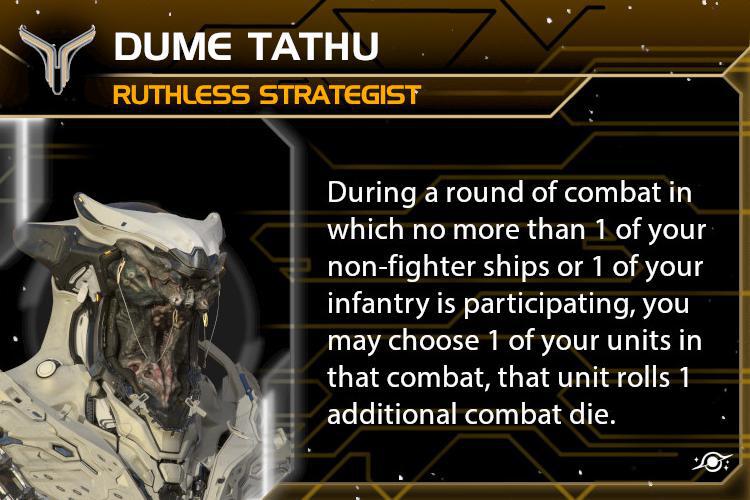 DUME TATHU
RUTHLESS STRATEGIST
During a round of combat in
which no more than 1 of your
non-fighter ships or 1 of your
infantry is participating, you
may choose 1 of your units in
that combat, that unit rolls 1
additional combat die.